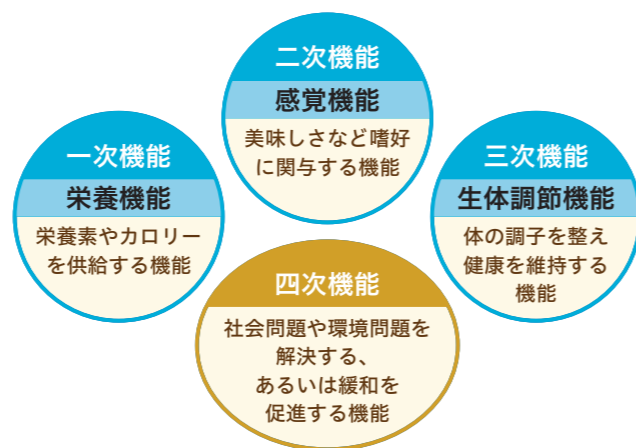 一次機能
栄養機能
栄養素やカロリー
を供給する機能
二次機能
感覚機能
美味しさなど嗜好
に関与する機能
三次機能
生体調節機能
体の調子を整え
健康を維持する
機能
四次機能
社会問題や環境問題を
解決する、
あるいは緩和を
促進する機能